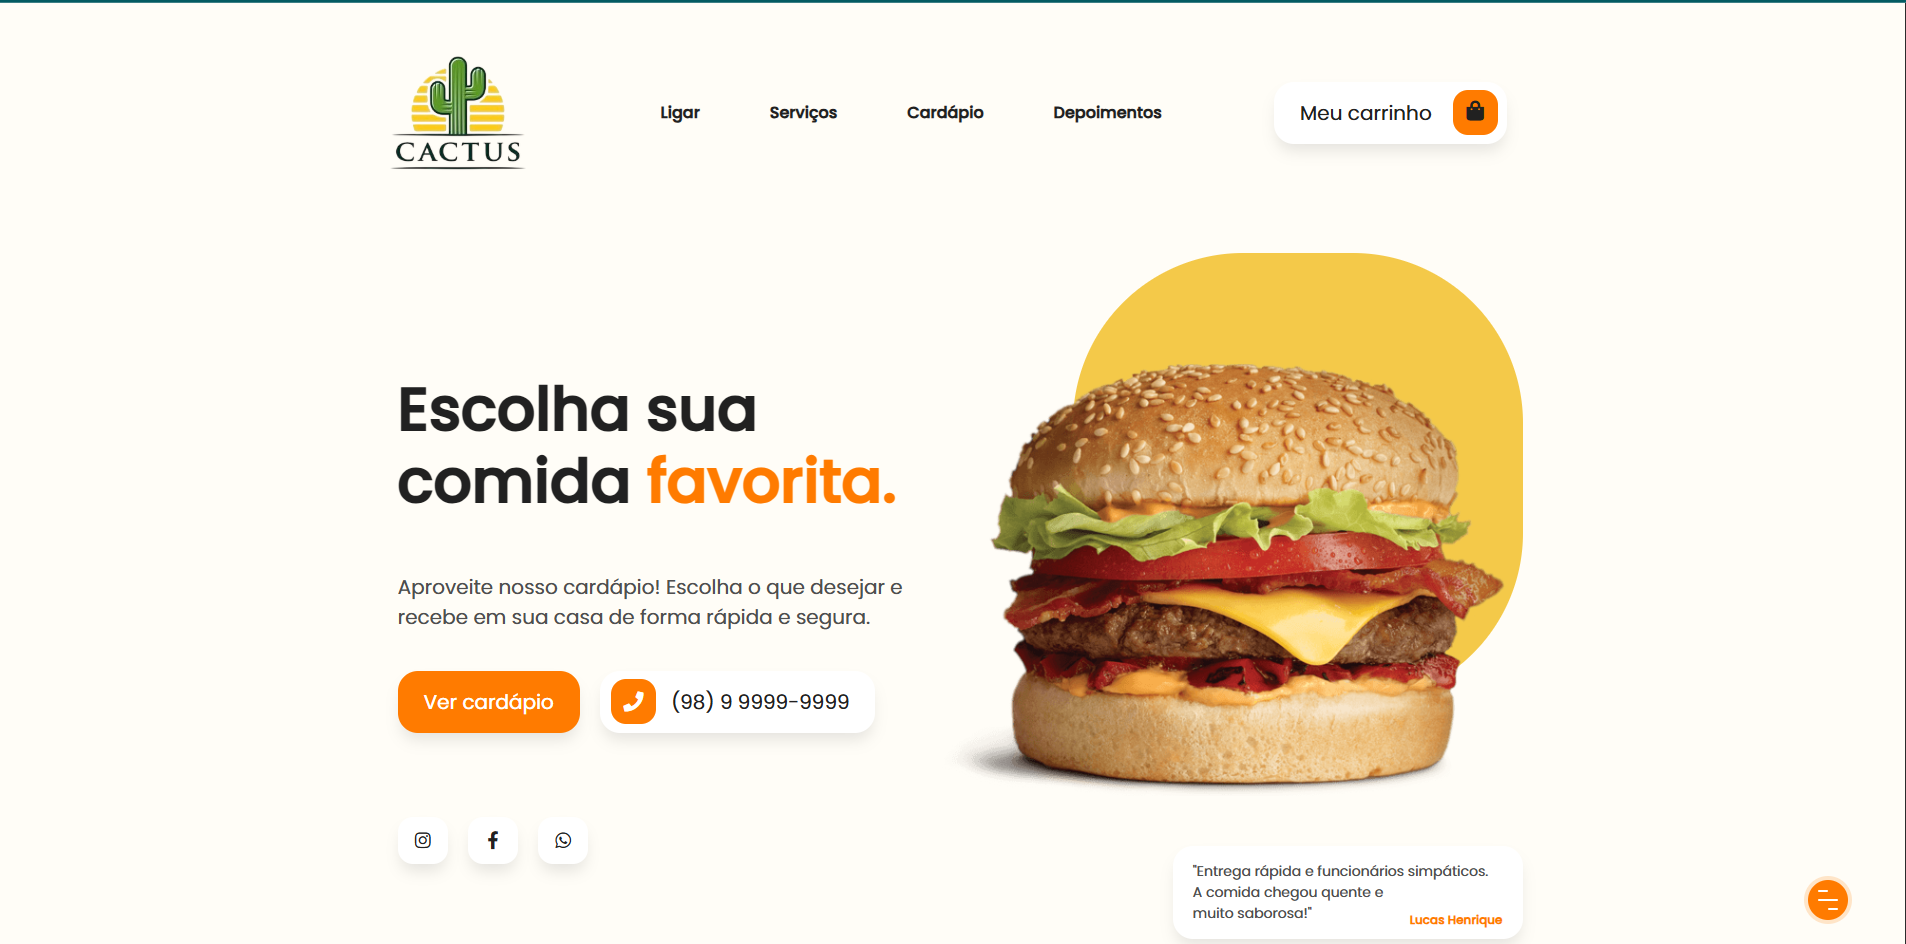 CACTUS
Ligar
Serviços
Cardápio
Depoimentos
Meu carrinho
Escolha sua
comida favorita.
Aproveite nosso cardápio! Escolha o que desejar e
recebe em sua casa de forma rápida e segura.
Ver cardápio
(98) 9 9999-9999
"Entrega rápida e funcionários simpáticos.
A comida chegou quente e
muito saborosa!"
Lucas Henrique